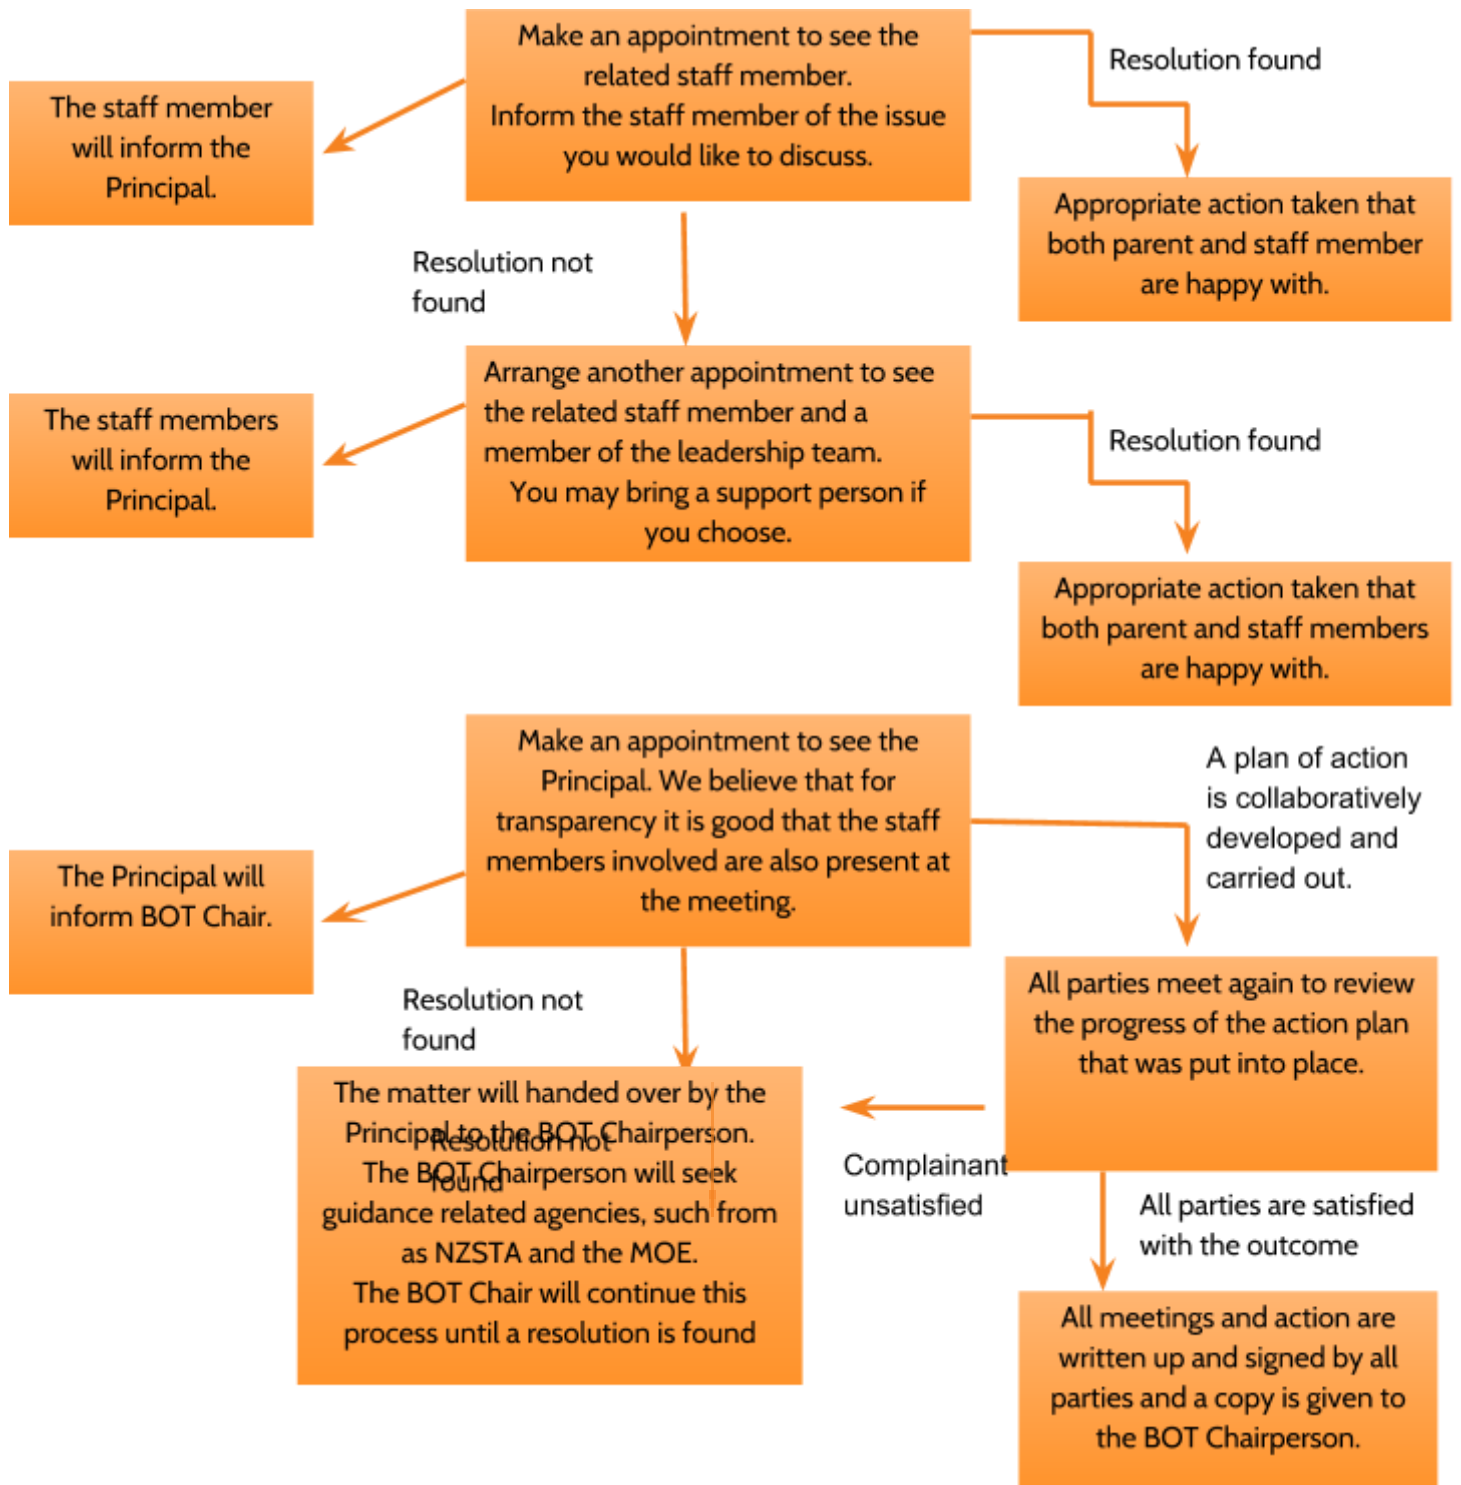 Make an appointment to see the
related staff member.
Inform the staff member of the issue
you would like to discuss.
Resolution found
The staff member
will inform the
Principal.
Appropriate action taken that
both parent and staff member
are happy with.
Resolution not
found
Arrange another appointment to see
the related staff member and a
member of the leadership team.
You may bring a support person if
you choose.
The staff members
will inform the
Principal.
Resolution found
Appropriate action taken that
both parent and staff members
are happy with.
Make an appointment to see the
Principal. We believe that for
transparency it is good that the staff
members involved are also present at
the meeting.
A plan of action
is collaboratively
developed and
carried out.
The Principal will
inform BOT Chair.
Resolution not
found
All parties meet again to review
the progress of the action plan
that was put into place.
The matter will handed over by the
Principal to the BOT Chairperson.
The BOT Chairperson will seek
guidance related agencies, such from
as NZSTA and the MOE.
The BOT Chair will continue this
process until a resolution is found
Resolution not
found
Complainant
unsatisfied
All parties are satisfied
with the outcome
All meetings and action are
written up and signed by all
parties and a copy is given to
the BOT Chairperson.